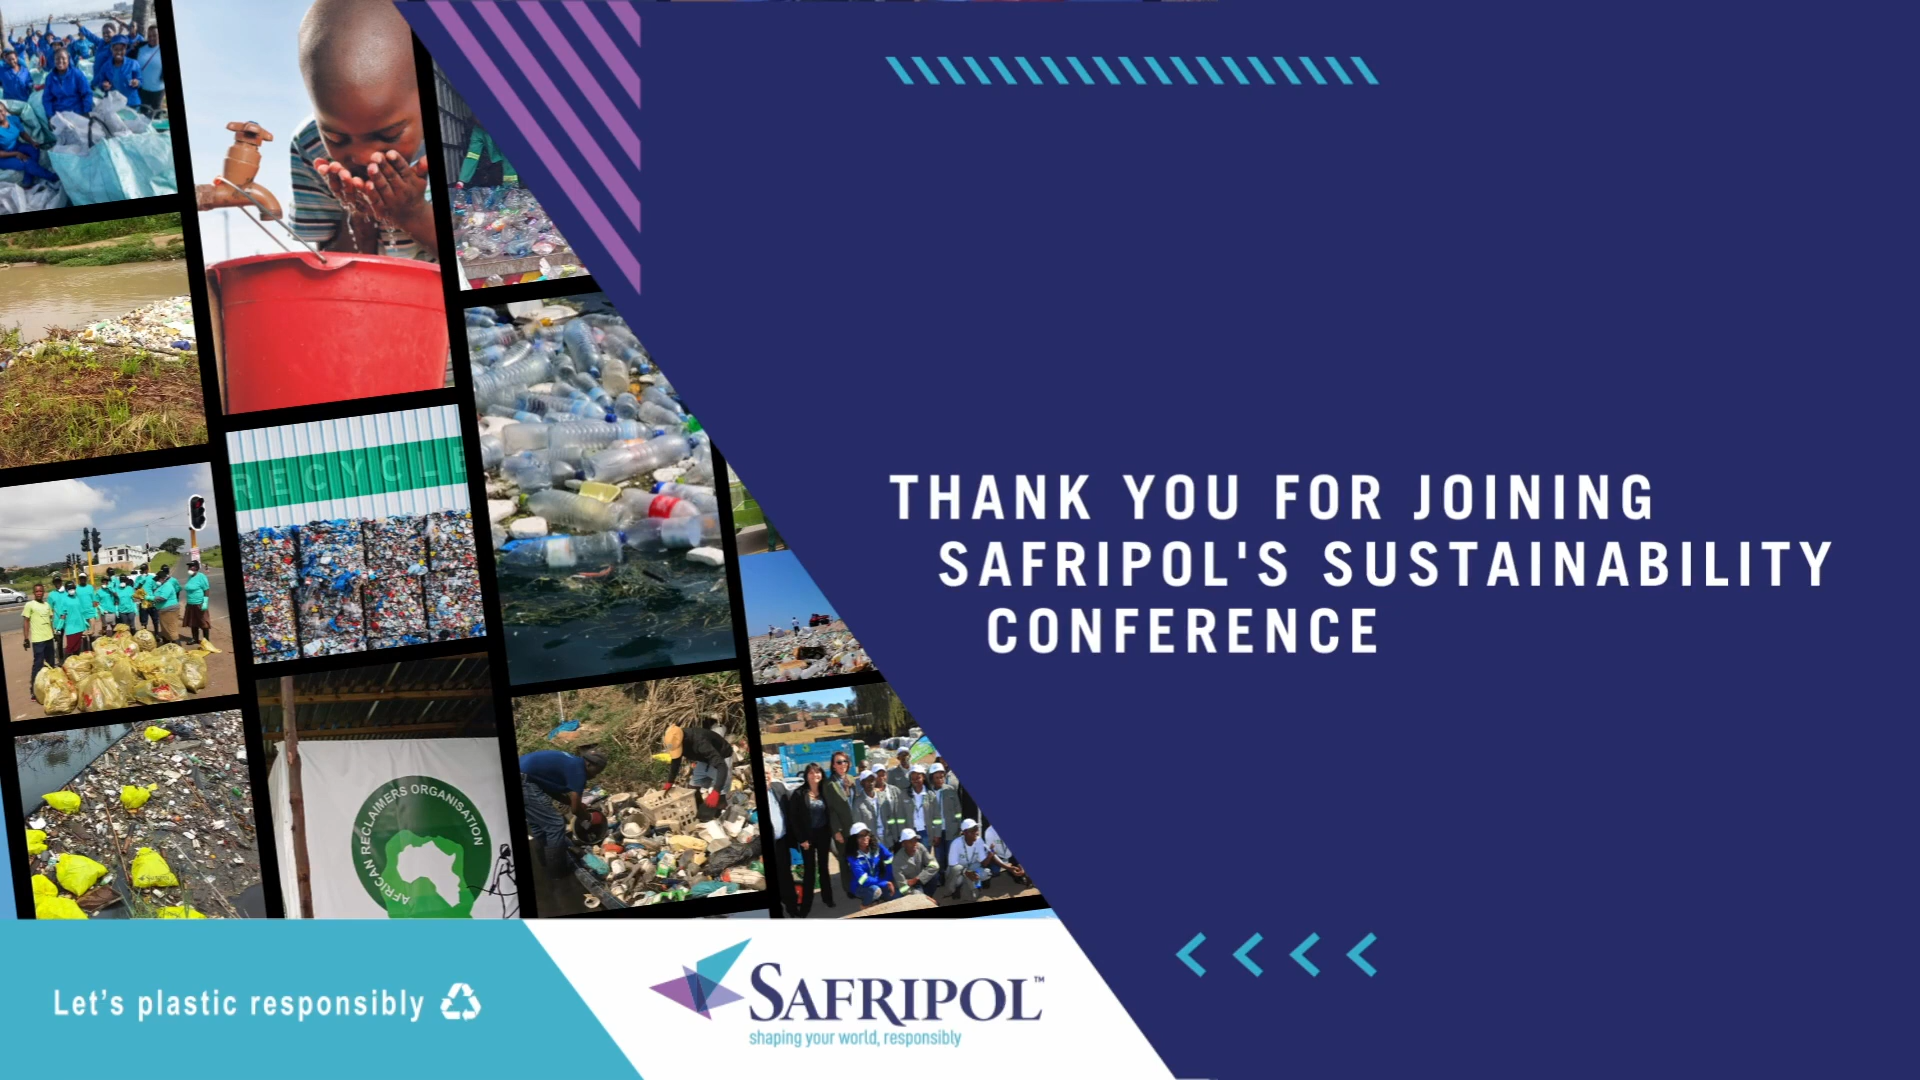 RECYCLE
THANK YOU FOR JOINING
SAFRIPOL'S SUSTAINABILITY
CONFERENCE
AFRICAN RECLAIMERS ORGANISATION
Let's plastic responsibly
SAFRIPOL™
shaping your world, responsibly